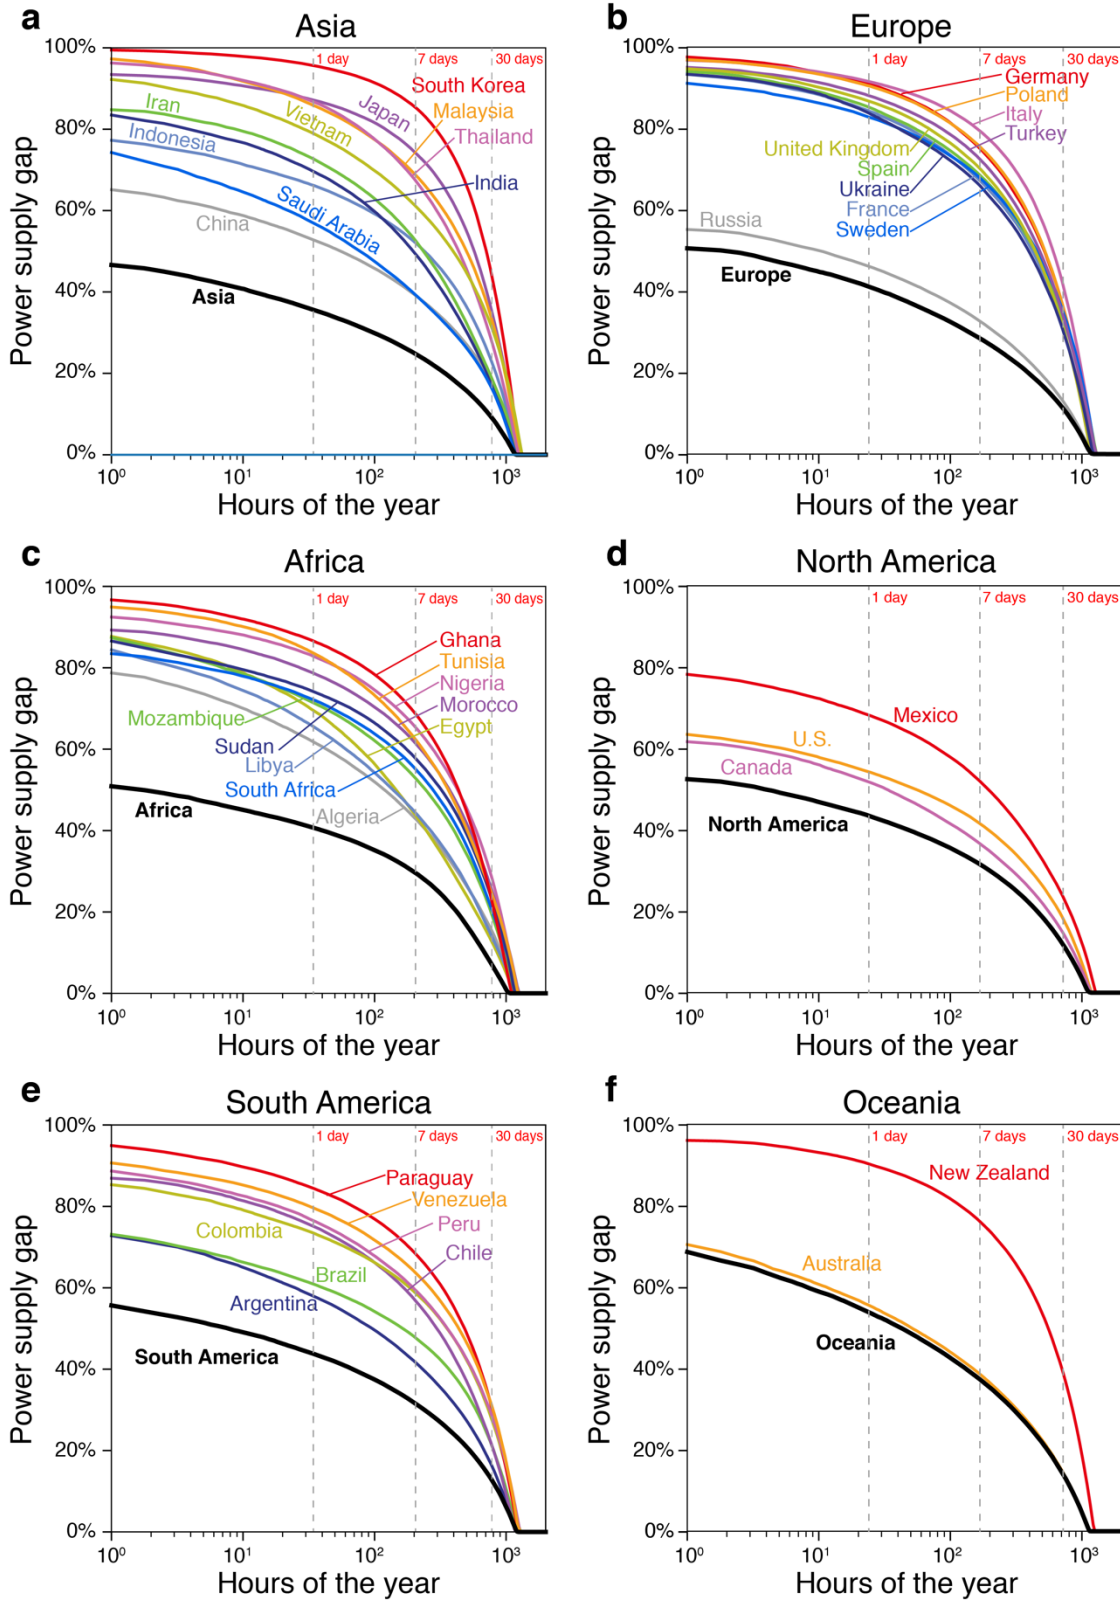 a
Asia
100%
80%
60%
40%
20%
0%
Power supply gap
1 day
7 days
30 days
South Korea
Japan
Malaysia
Thailand
Vietnam
Iran
Indonesia
India
Saudi Arabia
China
Asia
10⁰
10¹
10²
10³
Hours of the year
b
Europe
100%
80%
60%
40%
20%
0%
Power supply gap
1 day
7 days
30 days
Germany
Poland
Italy
Turkey
United Kingdom
Spain
Ukraine
France
Sweden
Russia
Europe
10⁰
10¹
10²
10³
Hours of the year
c
Africa
100%
80%
60%
40%
20%
0%
Power supply gap
1 day
7 days
30 days
Ghana
Tunisia
Nigeria
Morocco
Egypt
Mozambique
Sudan
Libya
South Africa
Algeria
Africa
10⁰
10¹
10²
10³
Hours of the year
d
North America
100%
80%
60%
40%
20%
0%
Power supply gap
1 day
7 days
30 days
Mexico
U.S.
Canada
North America
10⁰
10¹
10²
10³
Hours of the year
e
South America
100%
80%
60%
40%
20%
0%
Power supply gap
1 day
7 days
30 days
Paraguay
Venezuela
Peru
Chile
Colombia
Brazil
Argentina
South America
10⁰
10¹
10²
10³
Hours of the year
f
Oceania
100%
80%
60%
40%
20%
0%
Power supply gap
1 day
7 days
30 days
New Zealand
Australia
Oceania
10⁰
10¹
10²
10³
Hours of the year